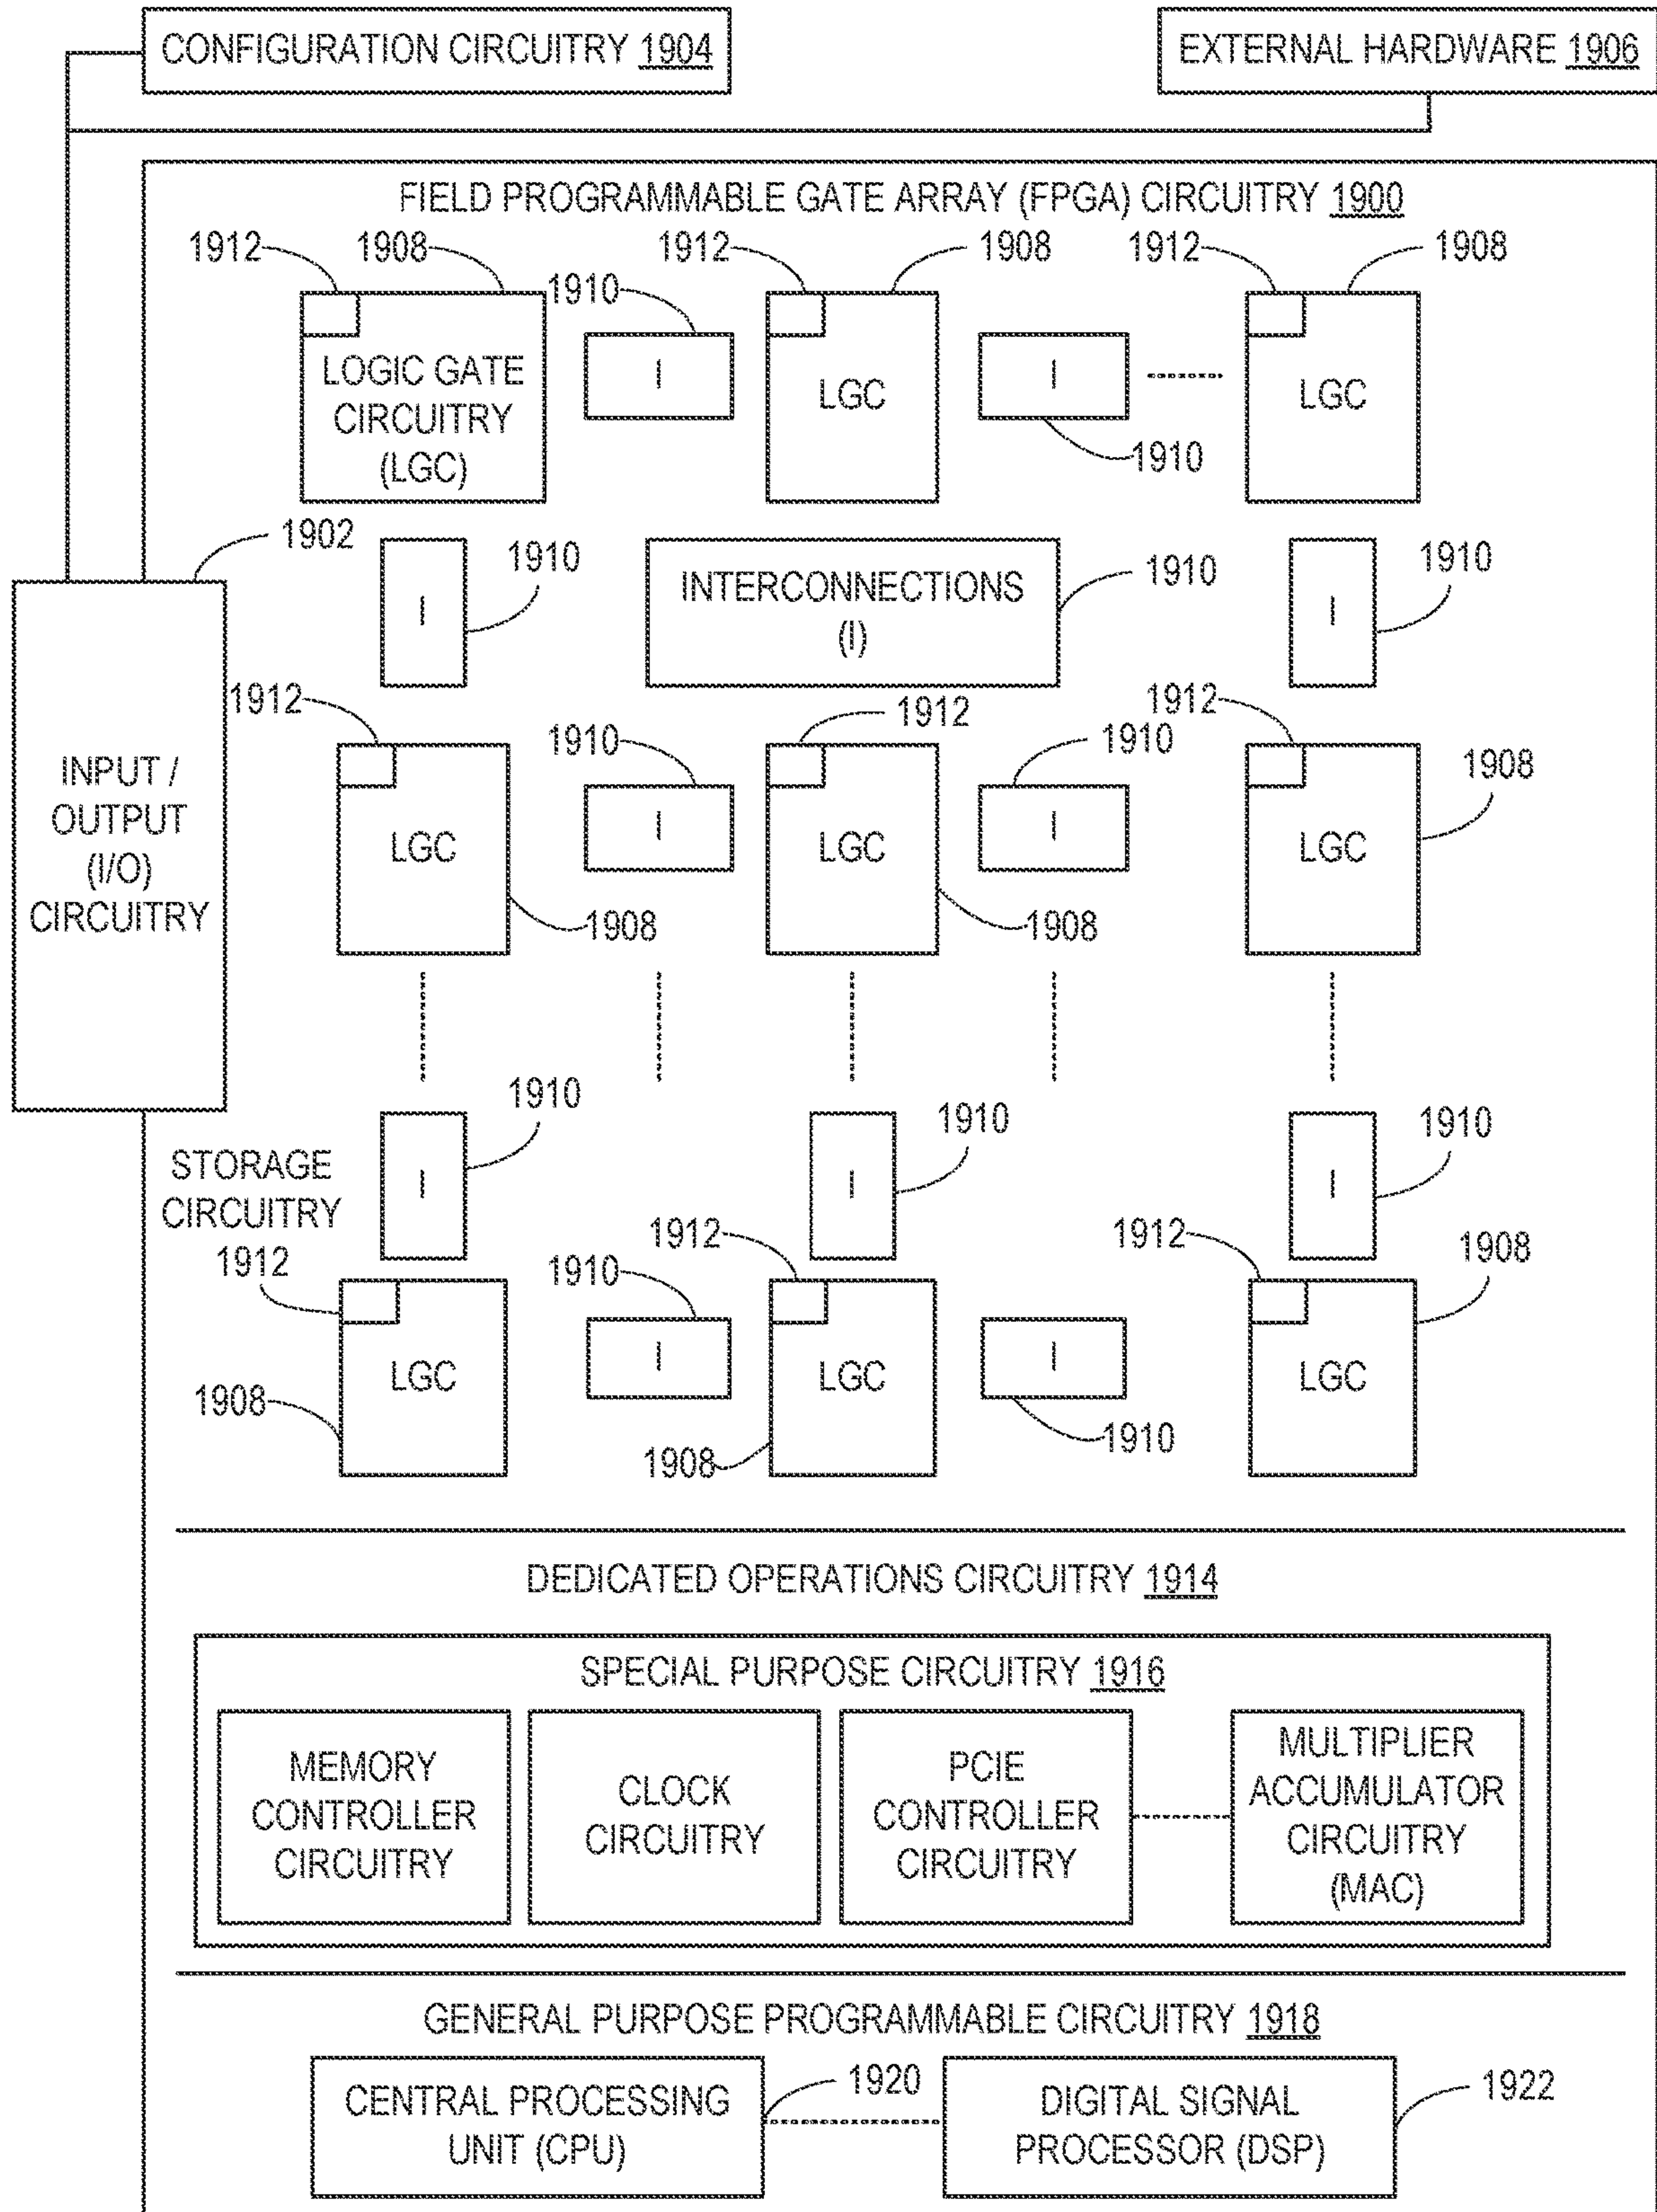 CONFIGURATION CIRCUITRY 1904
EXTERNAL HARDWARE 1906
FIELD PROGRAMMABLE GATE ARRAY (FPGA) CIRCUITRY 1900
1912
1908
1910
1912
1908
1912
1908
LOGIC GATE
CIRCUITRY
(LGC)
I
LGC
I
LGC
1910
1902
1910
INTERCONNECTIONS
(I)
1910
1910
I
I
INPUT /
OUTPUT
(I/O)
CIRCUITRY
1912
1910
1912
1910
1912
1908
LGC
I
LGC
I
LGC
1908
1908
1910
1910
1910
STORAGE
CIRCUITRY
1912
I
I
I
1910
1912
1912
1908
LGC
I
LGC
I
LGC
1908
1908
1910
DEDICATED OPERATIONS CIRCUITRY 1914
SPECIAL PURPOSE CIRCUITRY 1916
MEMORY
CONTROLLER
CIRCUITRY
CLOCK
CIRCUITRY
PCIE
CONTROLLER
CIRCUITRY
MULTIPLIER
ACCUMULATOR
CIRCUITRY
(MAC)
GENERAL PURPOSE PROGRAMMABLE CIRCUITRY 1918
CENTRAL PROCESSING
UNIT (CPU)
1920
DIGITAL SIGNAL
PROCESSOR (DSP)
1922